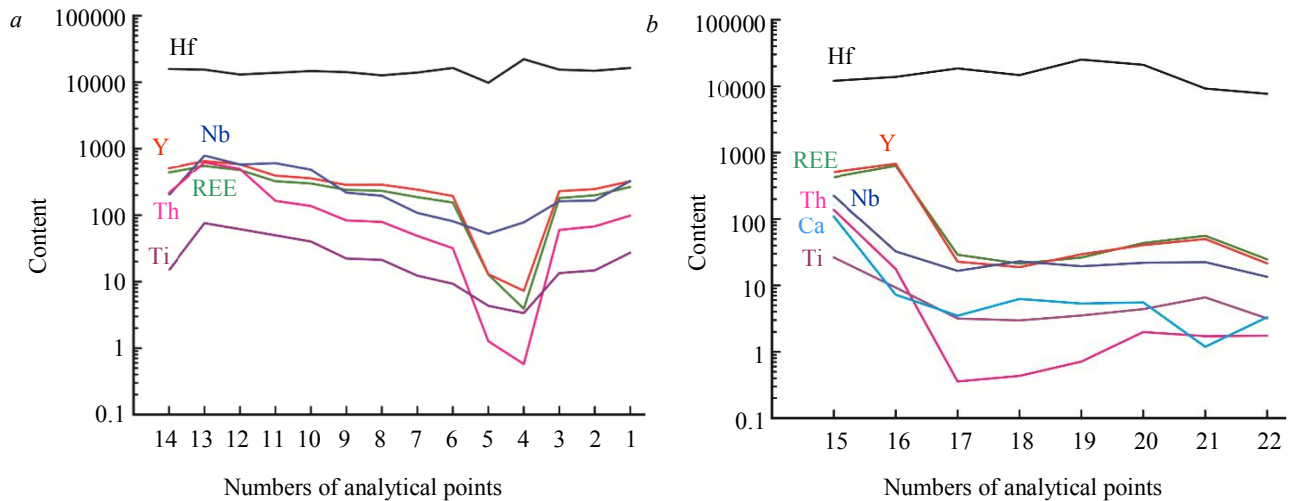 a
100000
10000
1000
100
10
1
0.1
Content
Hf
Y
Nb
REE
Th
Ti
14 13 12 11 10 9 8 7 6 5 4 3 2 1
Numbers of analytical points
b
100000
10000
1000
100
10
1
0.1
Content
Hf
Y
REE
Th
Nb
Ca
Ti
15 16 17 18 19 20 21 22
Numbers of analytical points